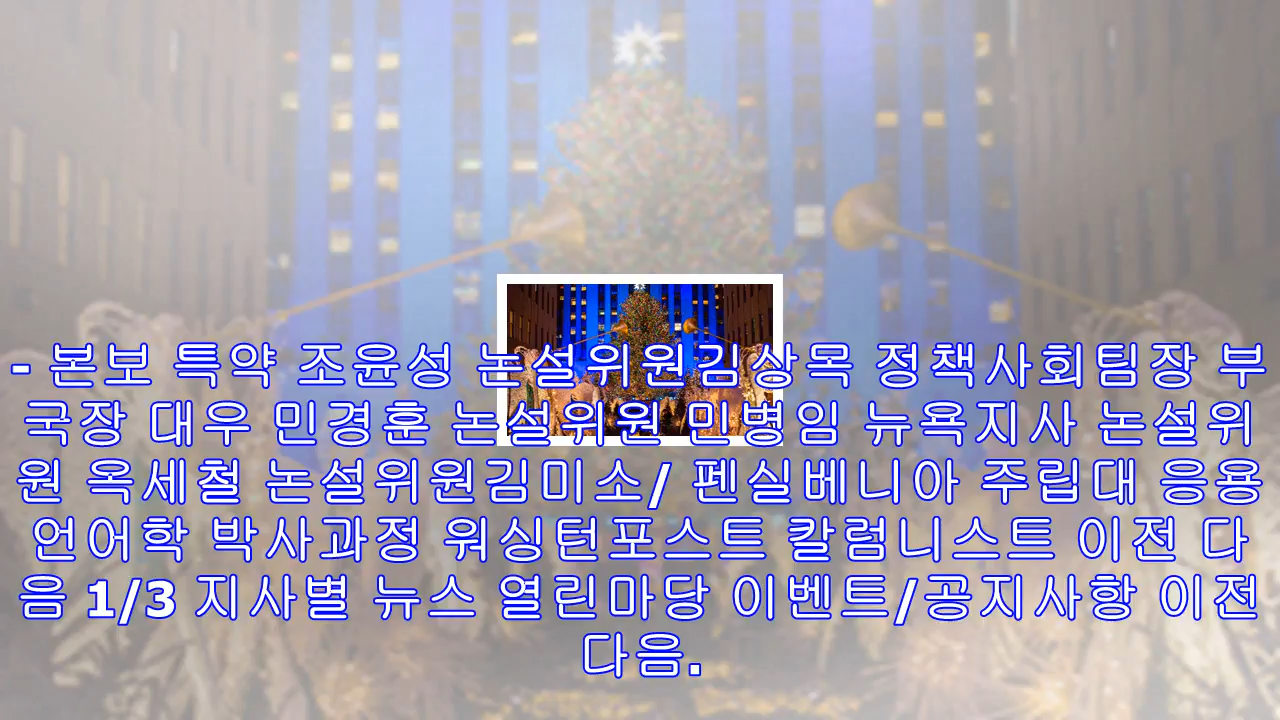 - 본보 특약 조윤성 논설위원김상목 정책사회팀장 부
국장 대우 민경훈 논설위원 민병임 뉴욕지사 논설위
원 옥세철 논설위원김미소/ 펜실베니아 주립대 응용
언어학 박사과정 워싱턴포스트 칼럼니스트 이전 다
음 1/3 지사별 뉴스 열린마당 이벤트/공지사항 이전
다음.